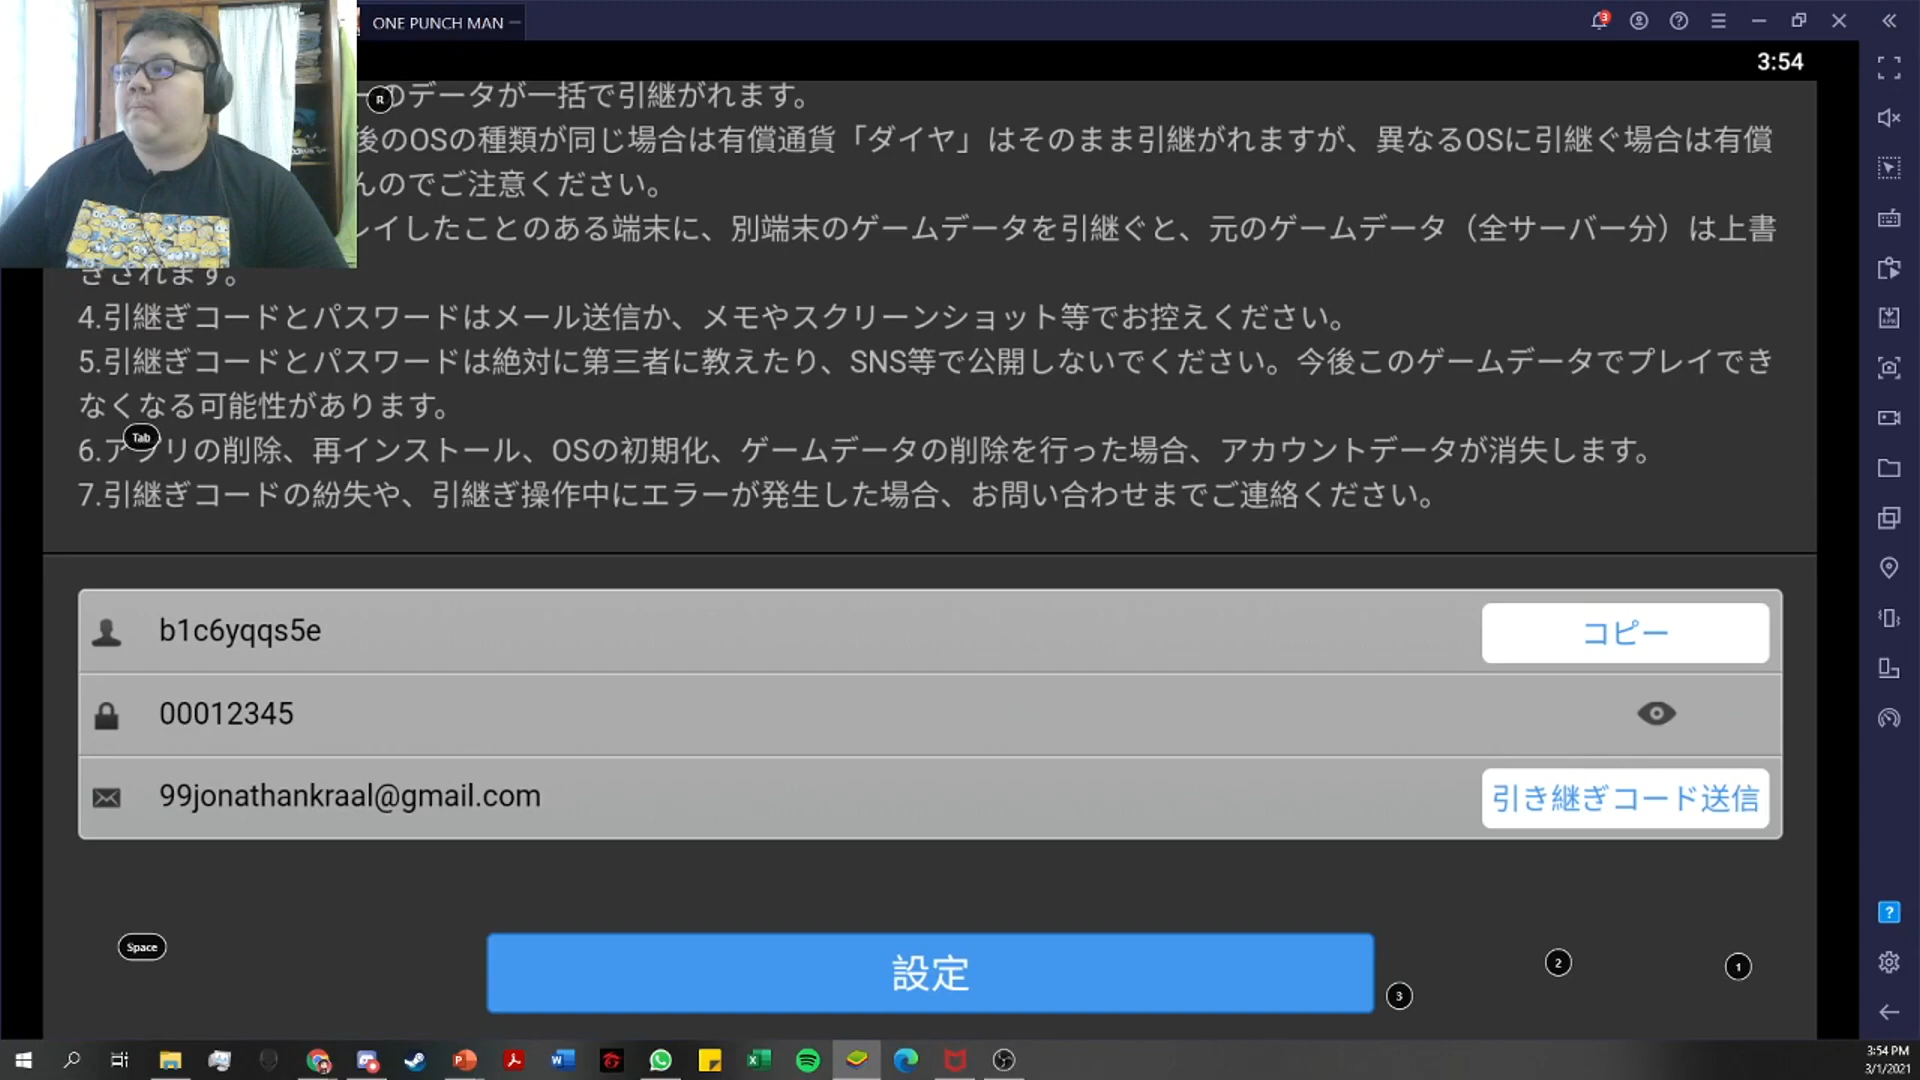 ONE PUNCH MAN
3
3:54
ーのデータが一括で引継がれます。
R
後のOSの種類が同じ場合は有償通貨「ダイヤ」はそのまま引継がれますが、異なるOSに引継ぐ場合は有償
んのでご注意ください。
レイしたことのある端末に、別端末のゲームデータを引継ぐと、元のゲームデータ（全サーバー分）は上書
きされます。
4.引継ぎコードとパスワードはメール送信か、メモやスクリーンショット等でお控えください。
5.引継ぎコードとパスワードは絶対に第三者に教えたり、SNS等で公開しないでください。今後このゲームデータでプレイでき
なくなる可能性があります。
Tab
6.アプリの削除、再インストール、OSの初期化、ゲームデータの削除を行った場合、アカウントデータが消失します。
7.引継ぎコードの紛失や、引継ぎ操作中にエラーが発生した場合、お問い合わせまでご連絡ください。
b1c6yqqs5e
コピー
00012345
99jonathankraal@gmail.com
引き継ぎコード送信
Space
設定
3
2
1
3:54 PM
3/1/2021